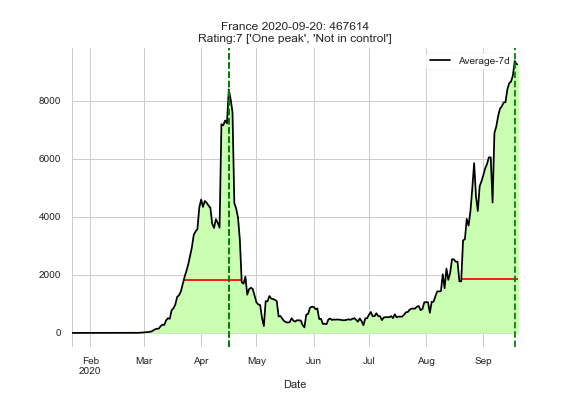 France 2020-09-20: 467614
Rating:7 ['One peak', 'Not in control']
Average-7d
8000
6000
4000
2000
0
Feb Mar Apr May Jun Jul Aug Sep
2020
Date